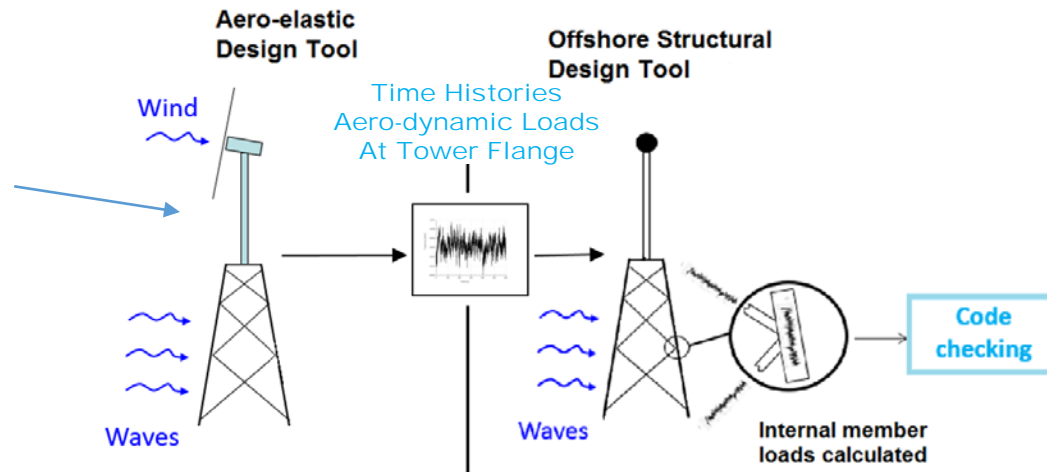 Aero-elastic
Design Tool
Wind
Waves
Time Histories
Aero-dynamic Loads
At Tower Flange
Offshore Structural
Design Tool
Waves
Internal member
loads calculated
Code
checking